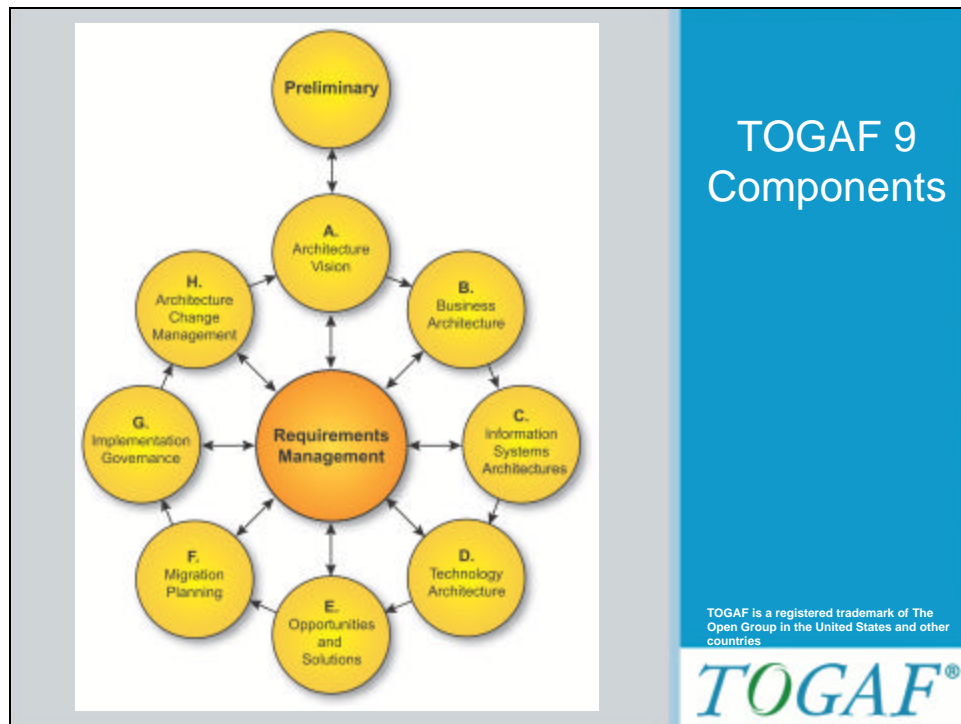 Preliminary
A.
Architecture
Vision
B.
Business
Architecture
C.
Information
Systems
Architectures
D.
Technology
Architecture
E.
Opportunities
and
Solutions
F.
Migration
Planning
G.
Implementation
Governance
H.
Architecture
Change
Management
Requirements
Management
TOGAF 9
Components
TOGAF is a registered trademark of The
Open Group in the United States and other
countries
TOGAF®